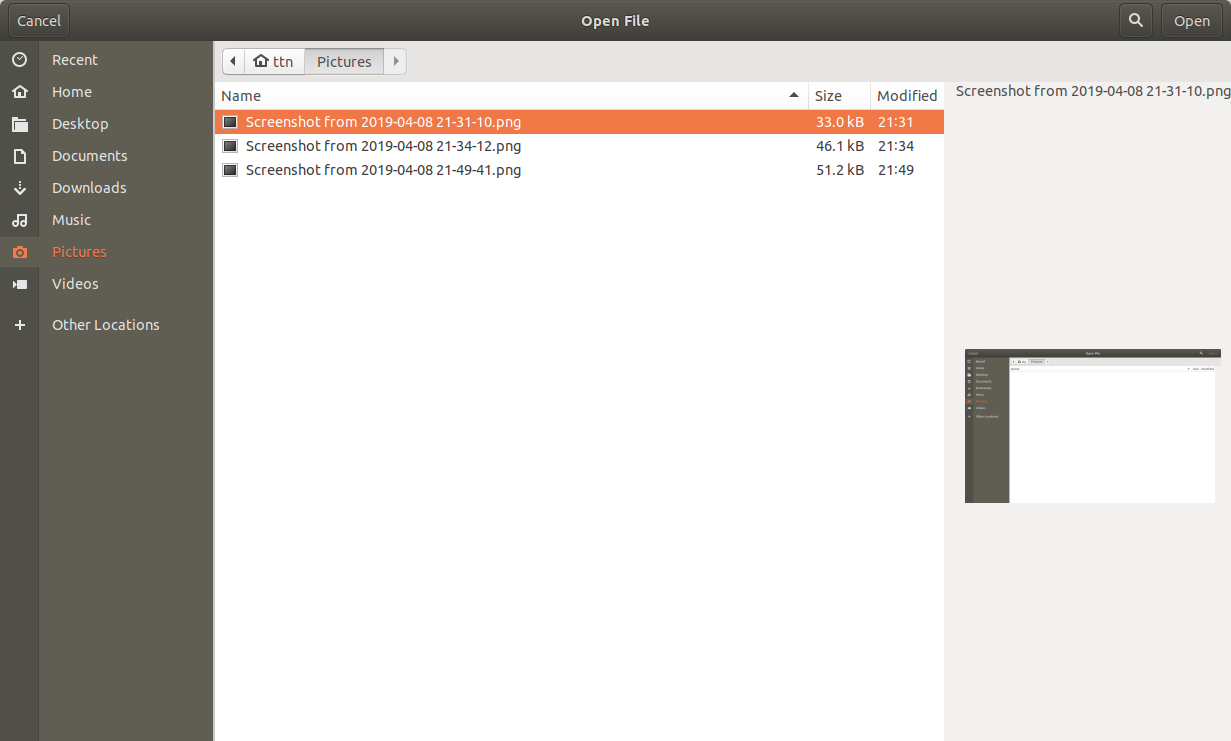 Cancel Open File Open
Recent
Home
Desktop
Documents
Downloads
Music
Pictures
Videos
Other Locations
ttn Pictures
Name Size Modified
Screenshot from 2019-04-08 21-31-10.png 33.0 kB 21:31
Screenshot from 2019-04-08 21-34-12.png 46.1 kB 21:34
Screenshot from 2019-04-08 21-49-41.png 51.2 kB 21:49
Screenshot from 2019-04-08 21-31-10.png